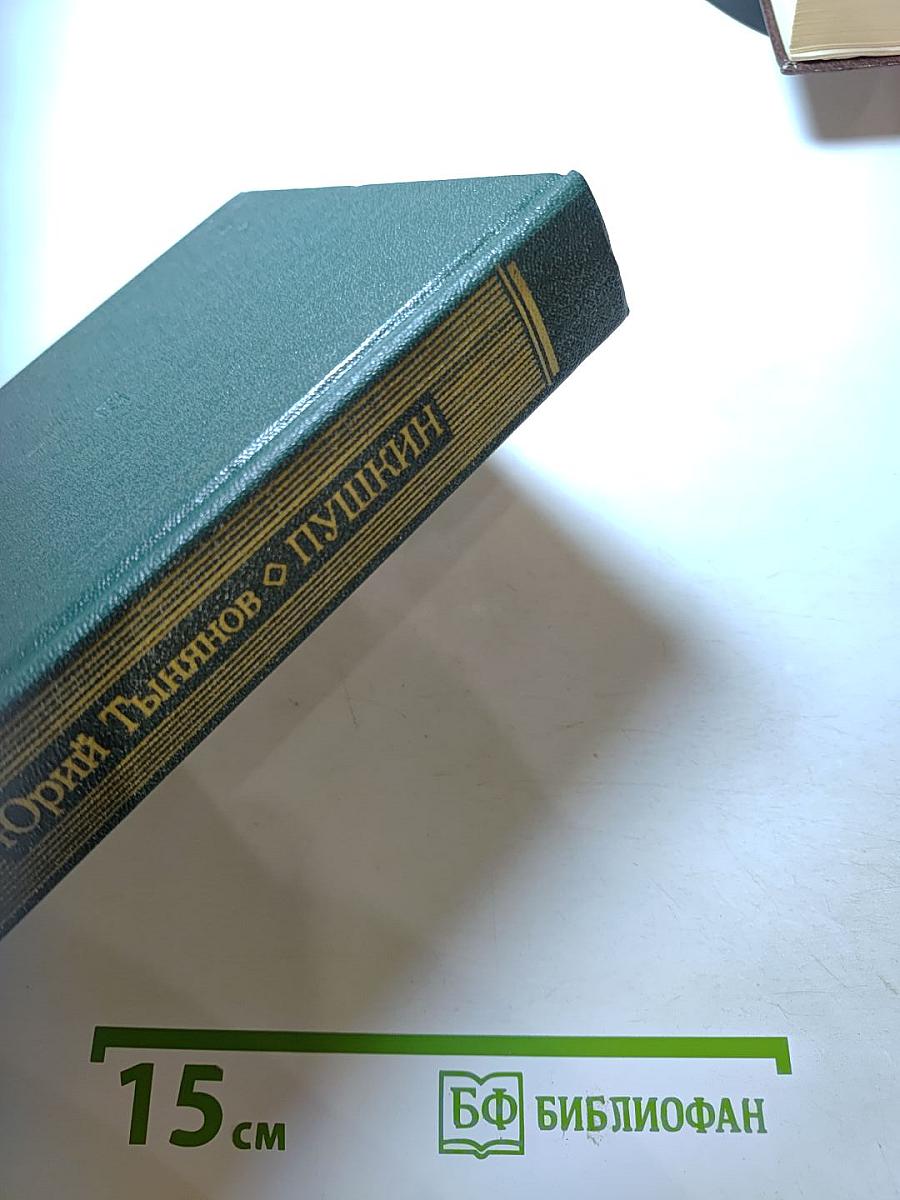 Юрий Тынянов ◇ ПУШКИН
15 см
БФ БИБЛИОФАН